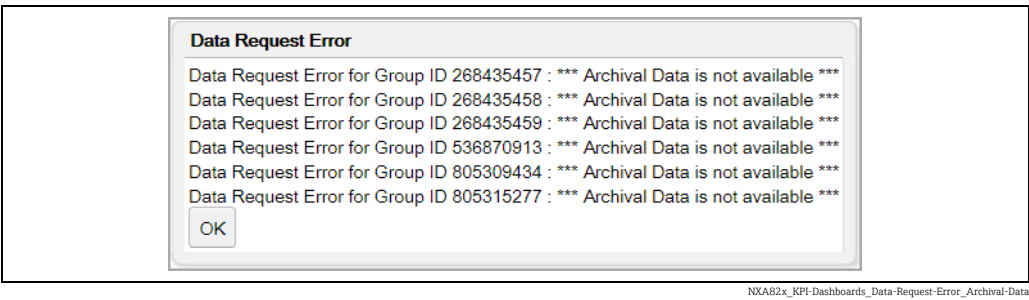 Data Request Error
Data Request Error for Group ID 268435457 : *** Archival Data is not available ***
Data Request Error for Group ID 268435458 : *** Archival Data is not available ***
Data Request Error for Group ID 268435459 : *** Archival Data is not available ***
Data Request Error for Group ID 536870913 : *** Archival Data is not available ***
Data Request Error for Group ID 805309434 : *** Archival Data is not available ***
Data Request Error for Group ID 805315277 : *** Archival Data is not available ***
OK
NXA82x_KPI-Dashboards_Data-Request-Error_Archival-Data